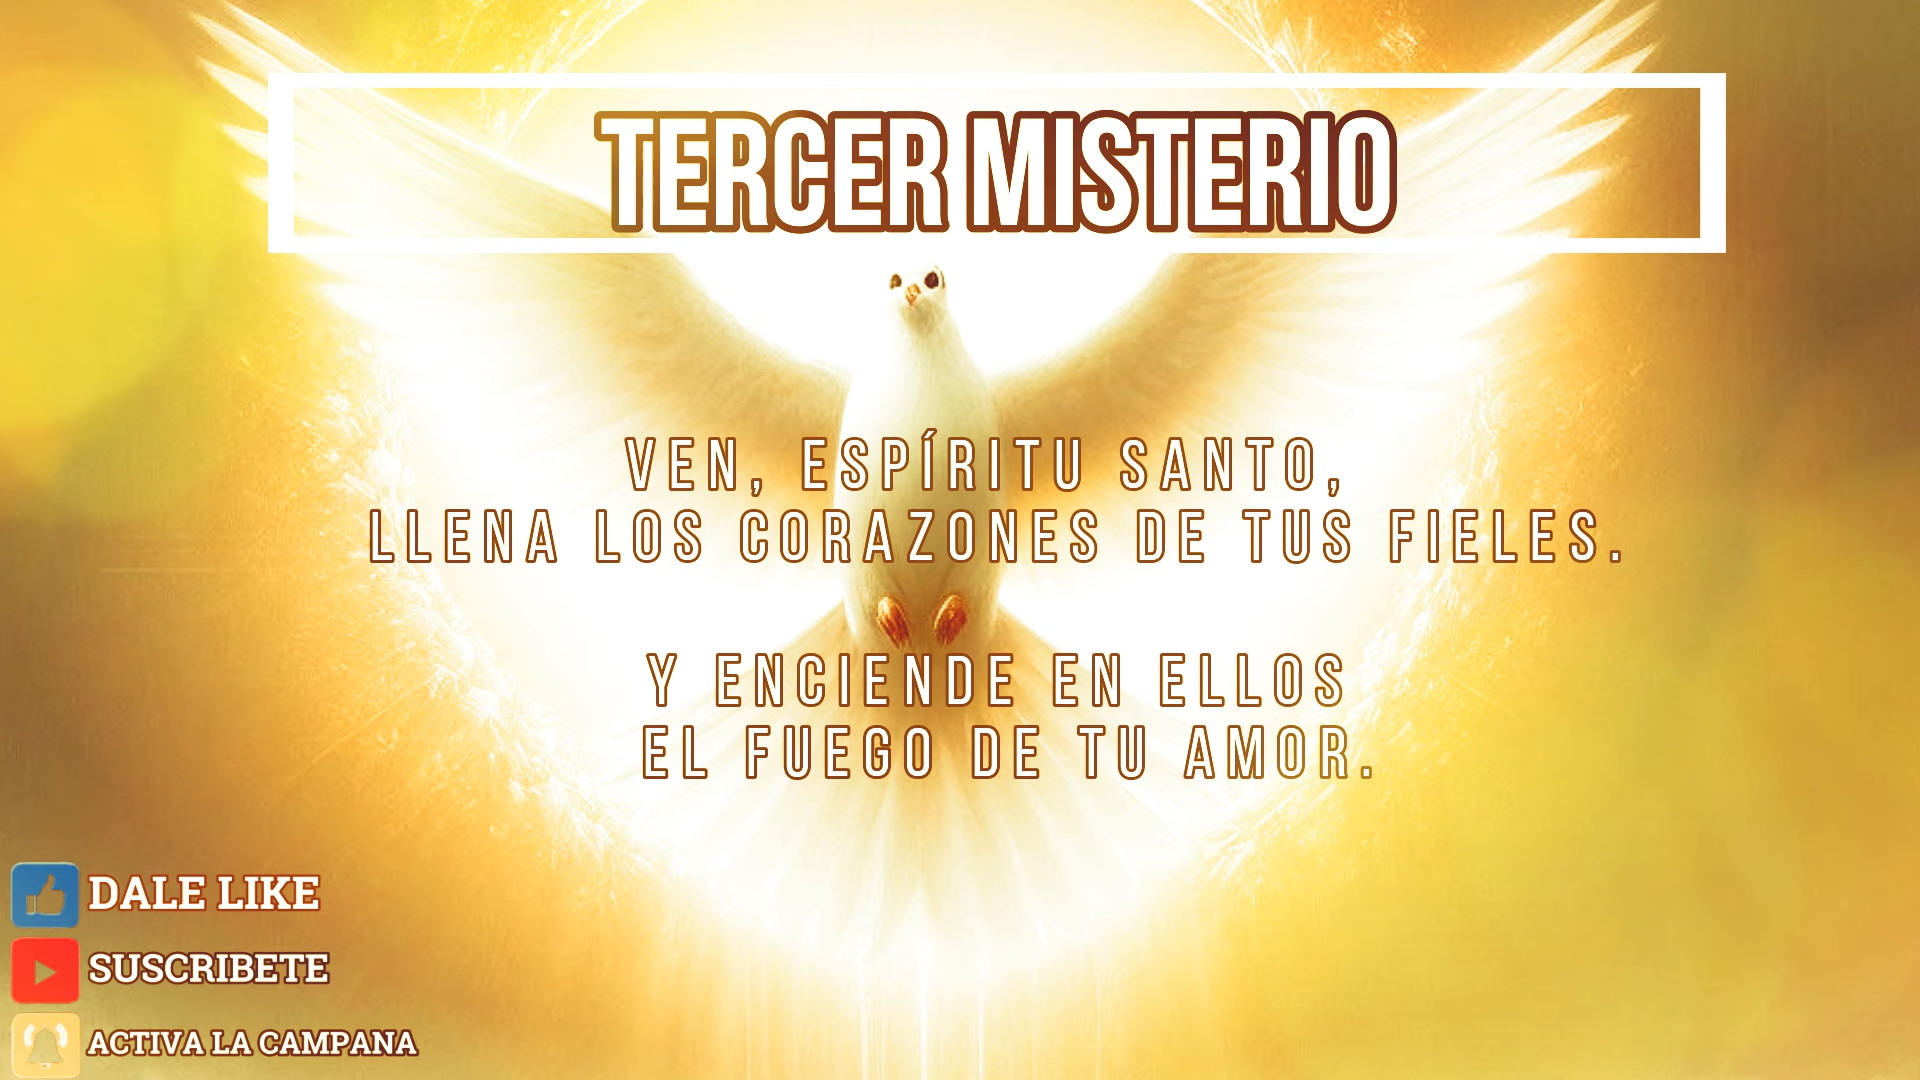 TERCER MISTERIO
VEN, ESPÍRITU SANTO,
LLENA LOS CORAZONES DE TUS FIELES.
Y ENCIENDE EN ELLOS
EL FUEGO DE TU AMOR.
DALE LIKE
SUSCRIBETE
ACTIVA LA CAMPANA